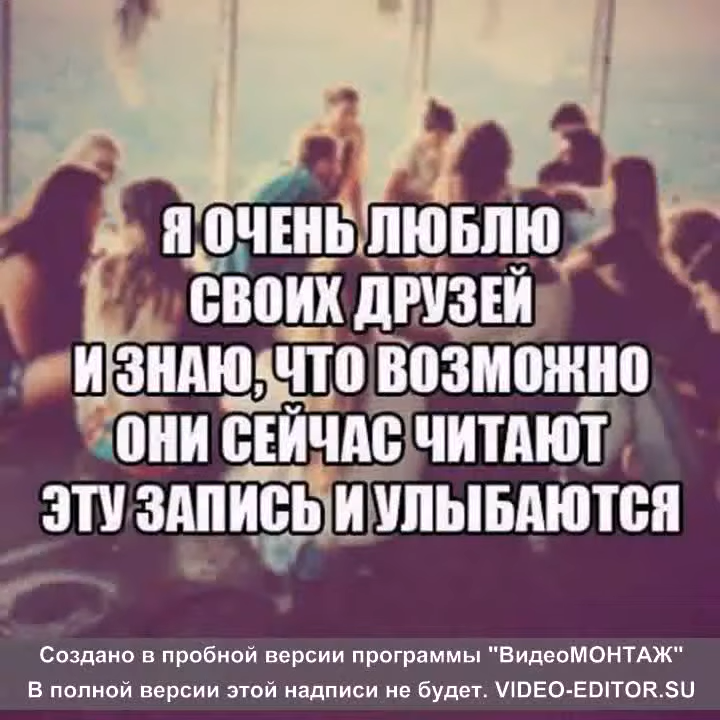 Я ОЧЕНЬ ЛЮБЛЮ
СВОИХ ДРУЗЕЙ
И ЗНАЮ, ЧТО ВОЗМОЖНО
ОНИ СЕЙЧАС ЧИТАЮТ
ЭТУ ЗАПИСЬ И УЛЫБАЮТСЯ
Создано в пробной версии программы "ВидеоМОНТАЖ"
В полной версии этой надписи не будет. VIDEO-EDITOR.SU